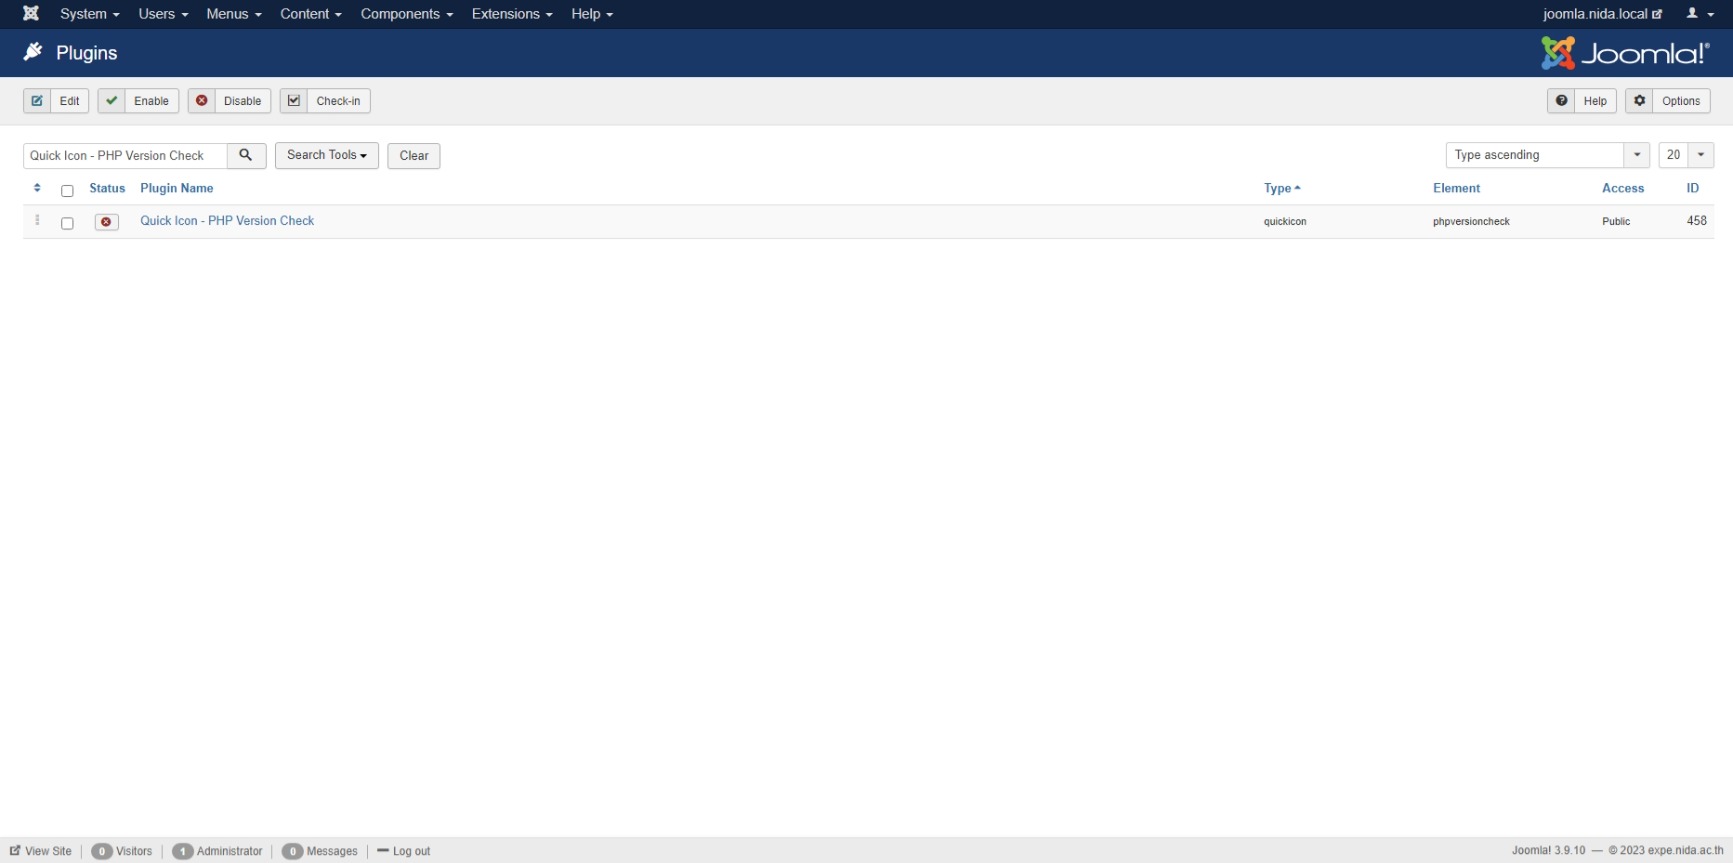 System Users Menus Content Components Extensions Help joomla.nida.local
Plugins Joomla!®
Edit Enable Disable Check-in Help Options
Quick Icon - PHP Version Check Search Tools Clear Type ascending 20
Status Plugin Name Type Element Access ID
Quick Icon - PHP Version Check quickicon phpversioncheck Public 458
View Site 0 Visitors 1 Administrator 0 Messages Log out Joomla! 3.9.10 — © 2023 expe.nida.ac.th